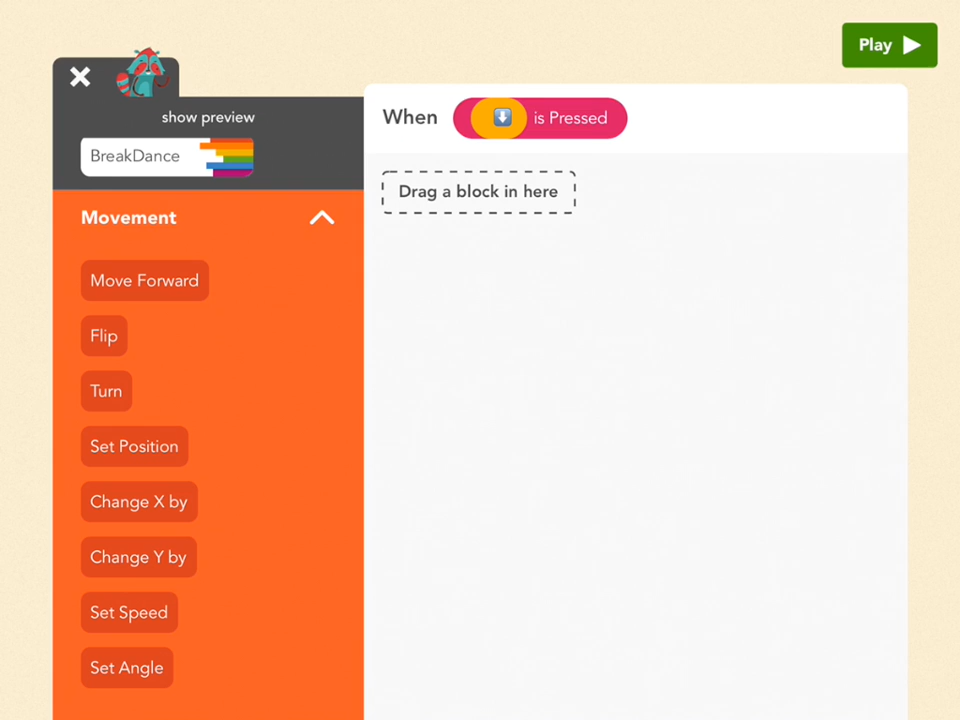 Play
show preview
BreakDance
Movement
Move Forward
Flip
Turn
Set Position
Change X by
Change Y by
Set Speed
Set Angle
When ⬇️ is Pressed
Drag a block in here